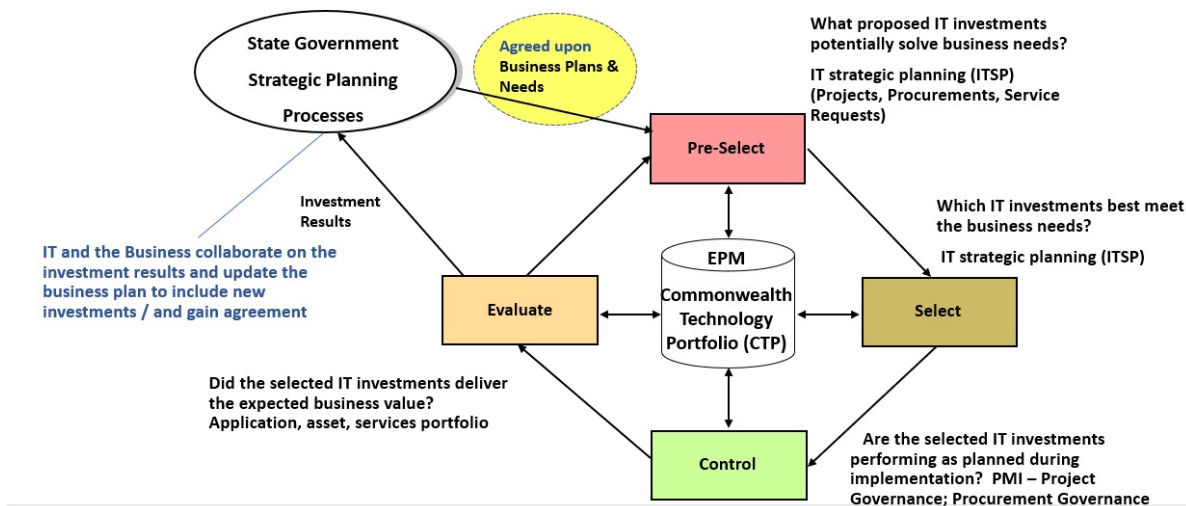 State Government
Strategic Planning
Processes
Agreed upon
Business Plans &
Needs
What proposed IT investments
potentially solve business needs?
IT strategic planning (ITSP)
(Projects, Procurements, Service
Requests)
Pre-Select
Investment
Results
Which IT investments best meet
the business needs?
IT strategic planning (ITSP)
IT and the Business collaborate on the
investment results and update the
business plan to include new
investments / and gain agreement
Evaluate
EPM
Commonwealth
Technology
Portfolio (CTP)
Select
Did the selected IT investments deliver
the expected business value?
Application, asset, services portfolio
Control
Are the selected IT investments
performing as planned during
implementation? PMI – Project
Governance; Procurement Governance